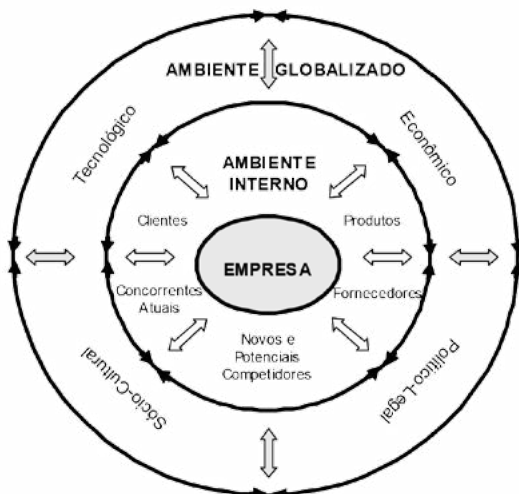 AMBIENTE GLOBALIZADO
Tecnológico
Econômico
AMBIENTE
INTERNO
Clientes
Produtos
EMPRESA
Concorrentes
Atuais
Fornecedores
Novos e
Potenciais
Competidores
Sócio-Cultural
Político-Legal